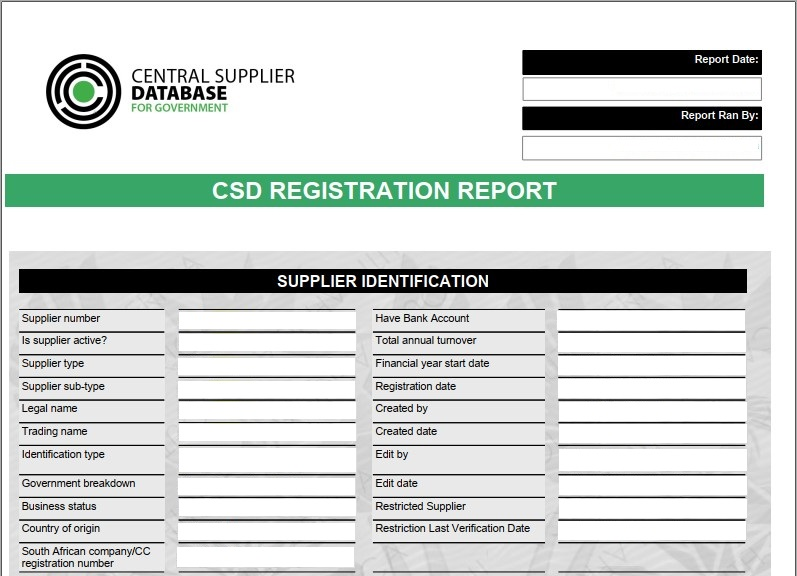 CENTRAL SUPPLIER
DATABASE
FOR GOVERNMENT
Report Date:
Report Ran By:
CSD REGISTRATION REPORT
SUPPLIER IDENTIFICATION
Supplier number
Have Bank Account
Is supplier active?
Total annual turnover
Supplier type
Financial year start date
Supplier sub-type
Registration date
Legal name
Created by
Trading name
Created date
Identification type
Edit by
Government breakdown
Edit date
Business status
Restricted Supplier
Country of origin
Restriction Last Verification Date
South African company/CC
registration number